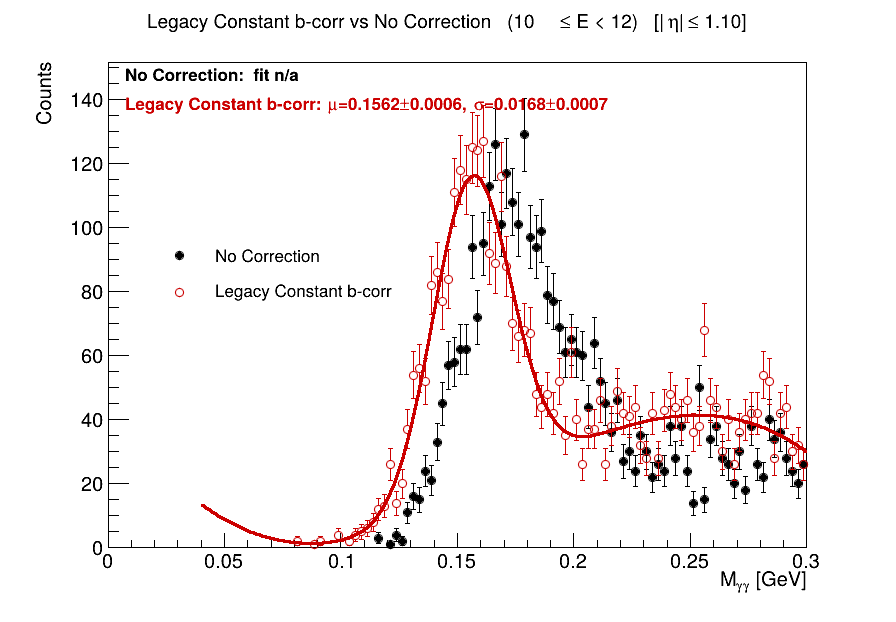 Legacy Constant b-corr vs No Correction (10 ≤ E < 12) [|η| ≤ 1.10]
Counts
No Correction: fit n/a
Legacy Constant b-corr: μ=0.1562±0.0006, σ=0.0168±0.0007
No Correction
Legacy Constant b-corr
140
120
100
80
60
40
20
0
0 0.05 0.1 0.15 0.2 0.25 0.3
Mγγ [GeV]